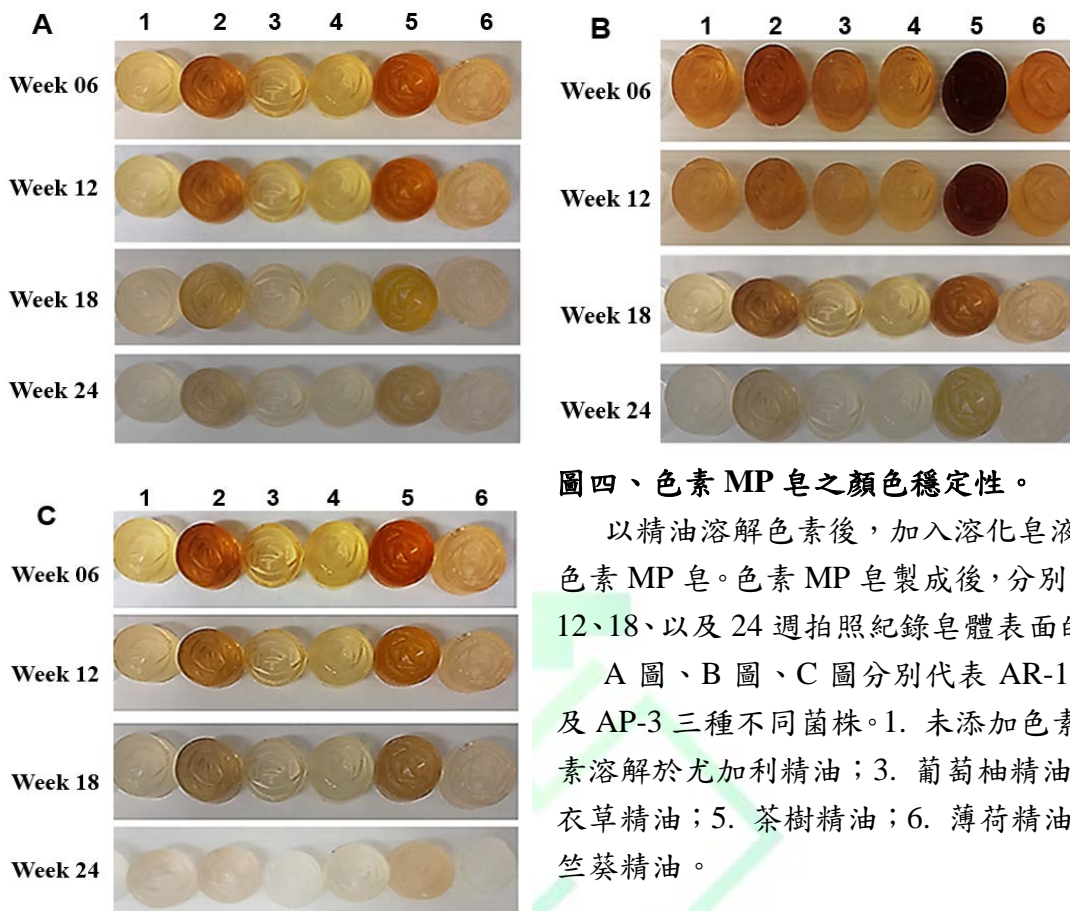 A
1 2 3 4 5 6
Week 06
Week 12
Week 18
Week 24
B
1 2 3 4 5 6
Week 06
Week 12
Week 18
Week 24
C
1 2 3 4 5 6
Week 06
Week 12
Week 18
Week 24
圖四、色素 MP 皂之顏色穩定性。
以精油溶解色素後，加入溶化皂液
色素 MP 皂。色素 MP 皂製成後，分別
12、18、以及 24 週拍照紀錄皂體表面的
A 圖、B 圖、C 圖分別代表 AR-1
及 AP-3 三種不同菌株。1. 未添加色素
素溶解於尤加利精油；3. 葡萄柚精油
衣草精油；5. 茶樹精油；6. 薄荷精油
竺葵精油。